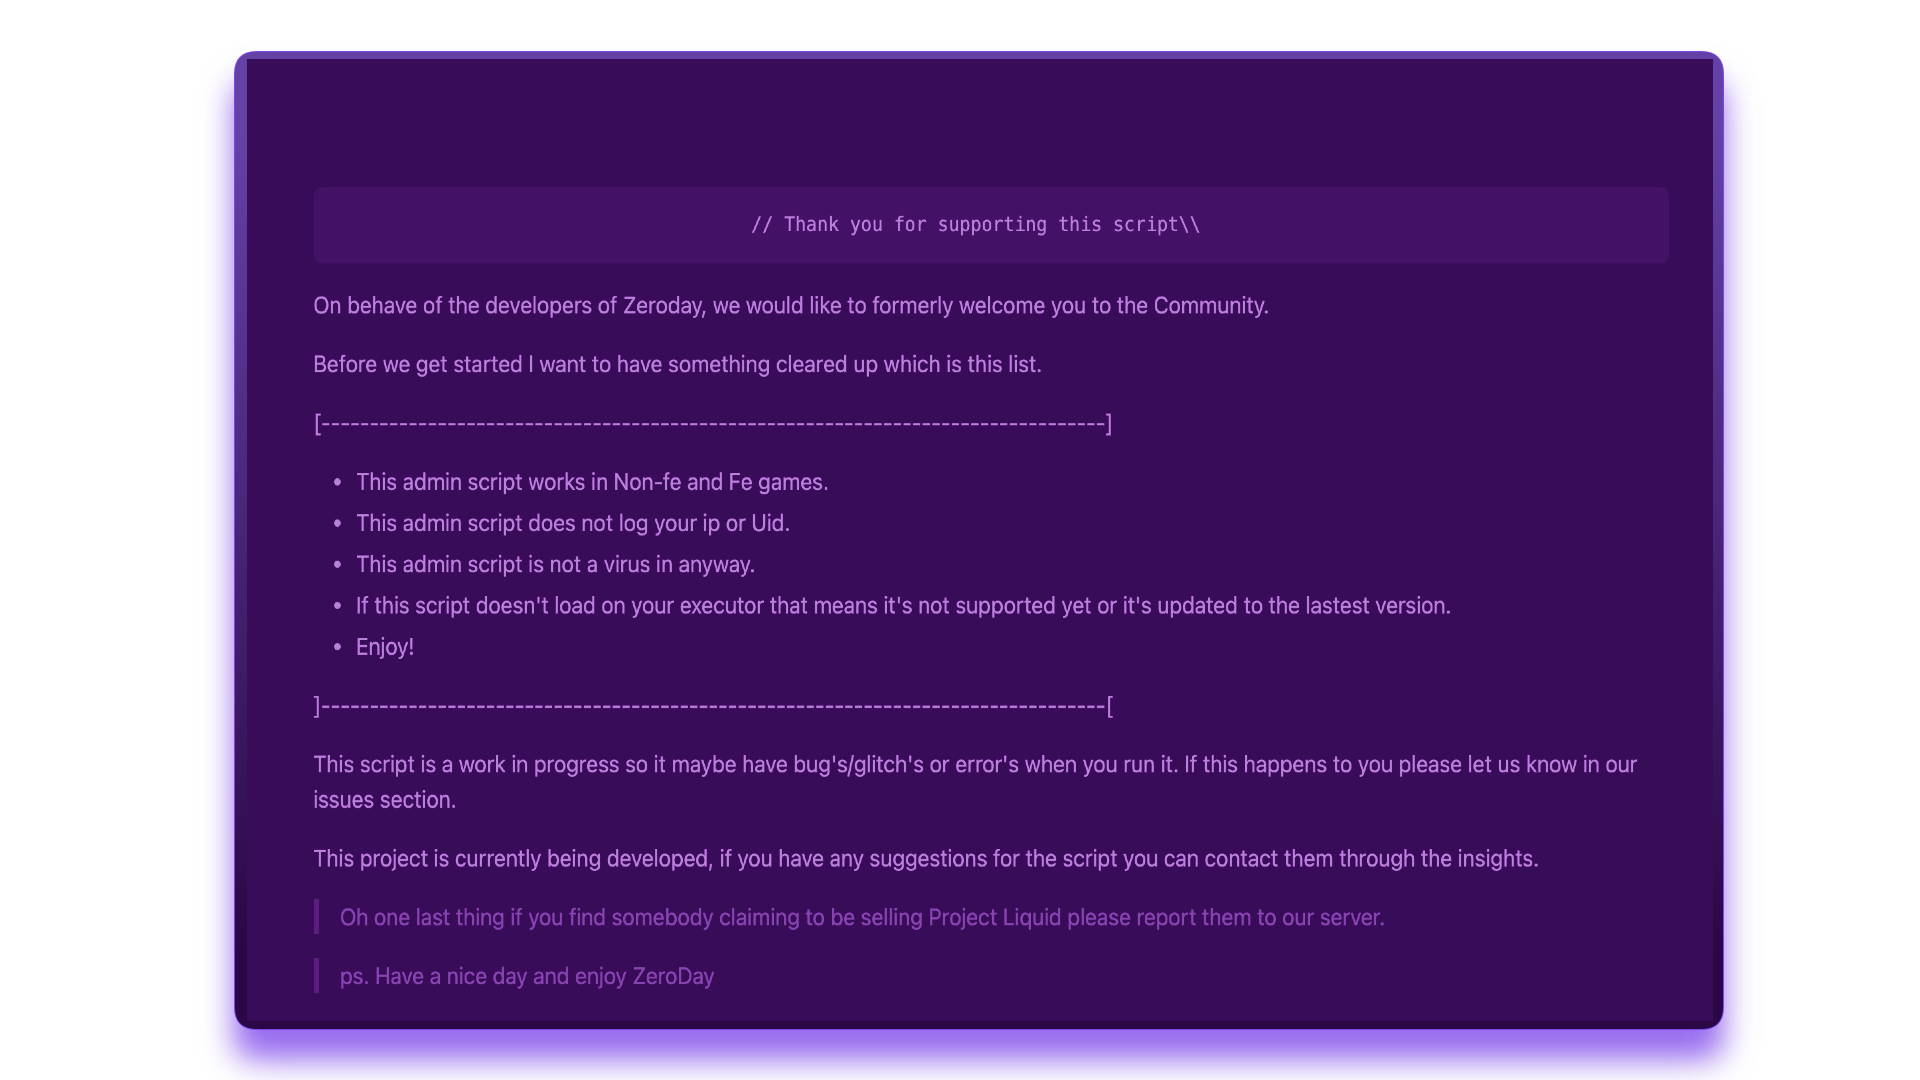 // Thank you for supporting this script\\
On behave of the developers of Zeroday, we would like to formerly welcome you to the Community.
Before we get started I want to have something cleared up which is this list.
[---------------------------------------------------------------------------------]
• This admin script works in Non-fe and Fe games.
• This admin script does not log your ip or Uid.
• This admin script is not a virus in anyway.
• If this script doesn't load on your executor that means it's not supported yet or it's updated to the lastest version.
• Enjoy!
]---------------------------------------------------------------------------------[
This script is a work in progress so it maybe have bug's/glitch's or error's when you run it. If this happens to you please let us know in our
issues section.
This project is currently being developed, if you have any suggestions for the script you can contact them through the insights.
Oh one last thing if you find somebody claiming to be selling Project Liquid please report them to our server.
ps. Have a nice day and enjoy ZeroDay